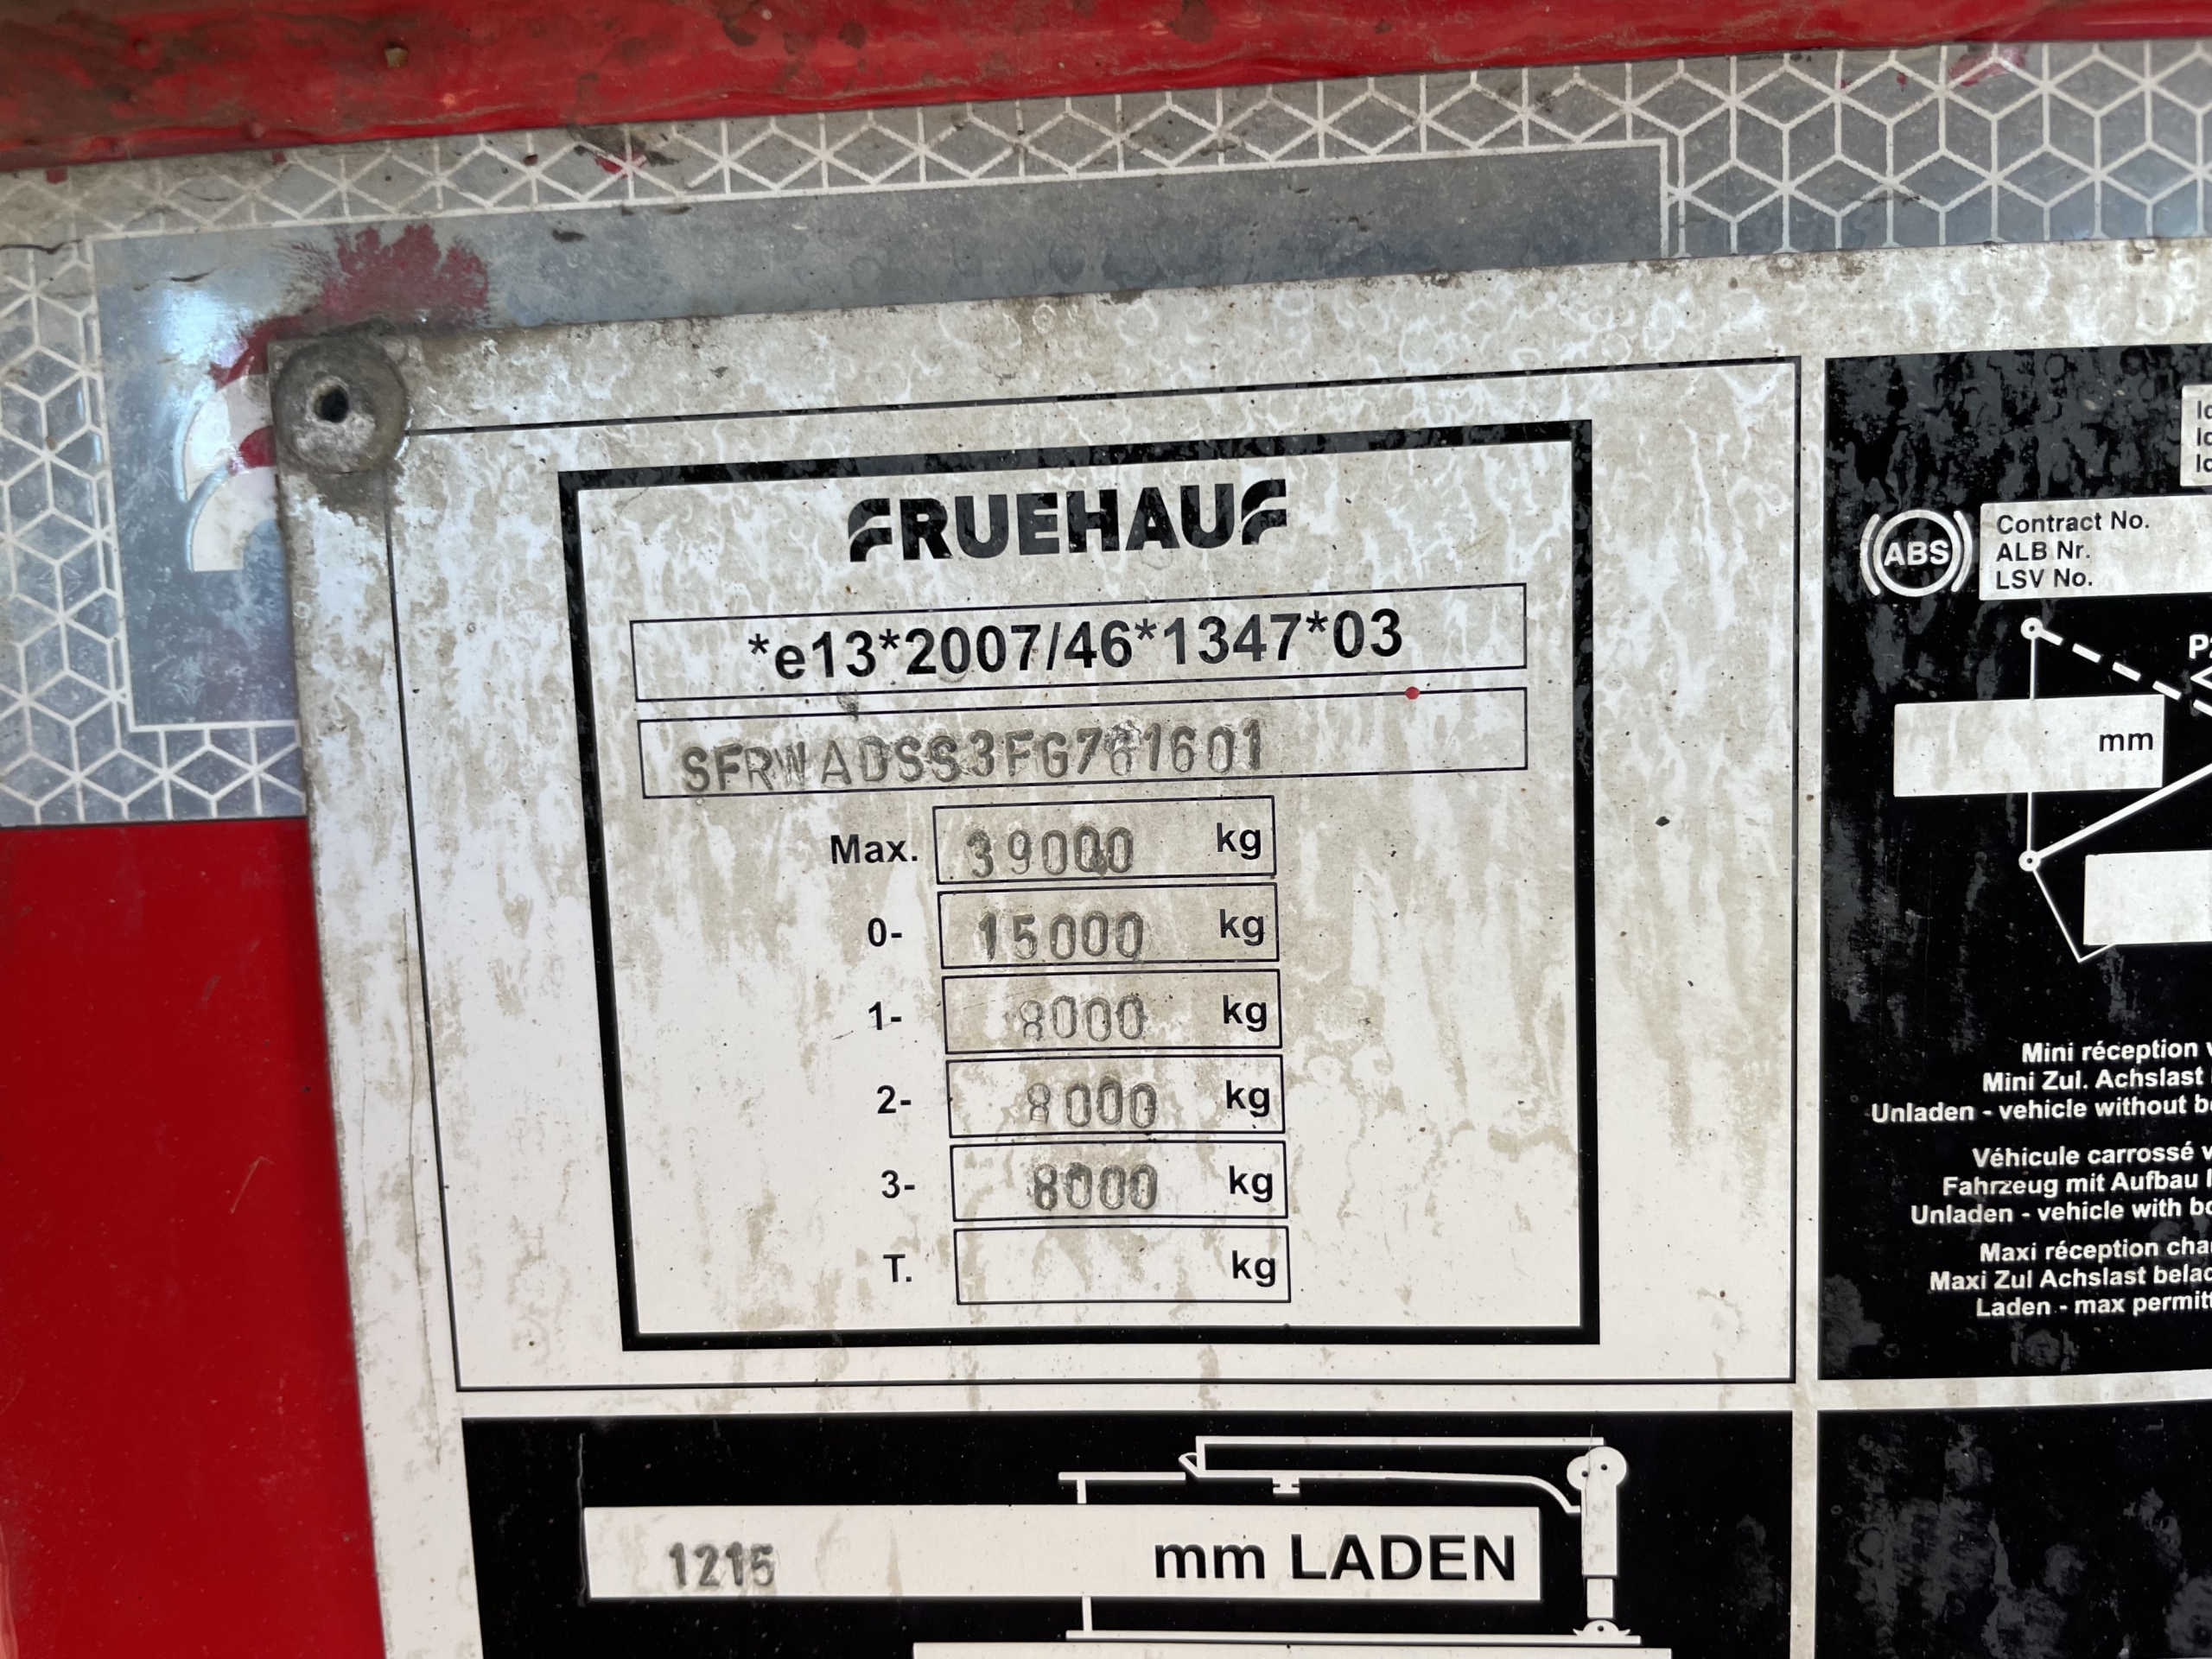 FRUEHAUF
*e13*2007/46*1347*03
Max. 39000 kg
0- 15000 kg
1- 8000 kg
2- 8000 kg
3- 8000 kg
T. kg
1215 mm LADEN
ABS
Contract No.
ALB Nr.
LSV No.
mm
Mini réception
Mini Zul. Achslast
Unladen - vehicle without
Véhicule carrossé
Fahrzeug mit Aufbau
Unladen - vehicle with
Maxi réception
Maxi Zul Achslast
Laden - max